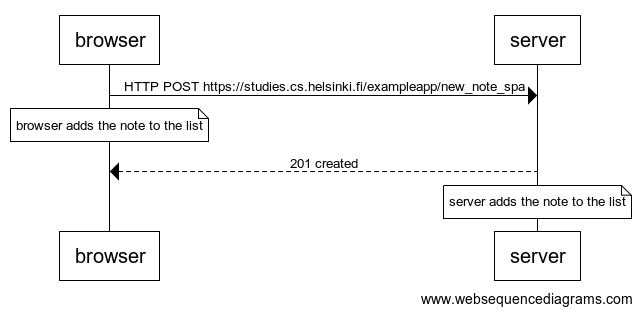 browser
server
HTTP POST https://studies.cs.helsinki.fi/exampleapp/new_note_spa
browser adds the note to the list
201 created
server adds the note to the list
browser
server
www.websequencediagrams.com